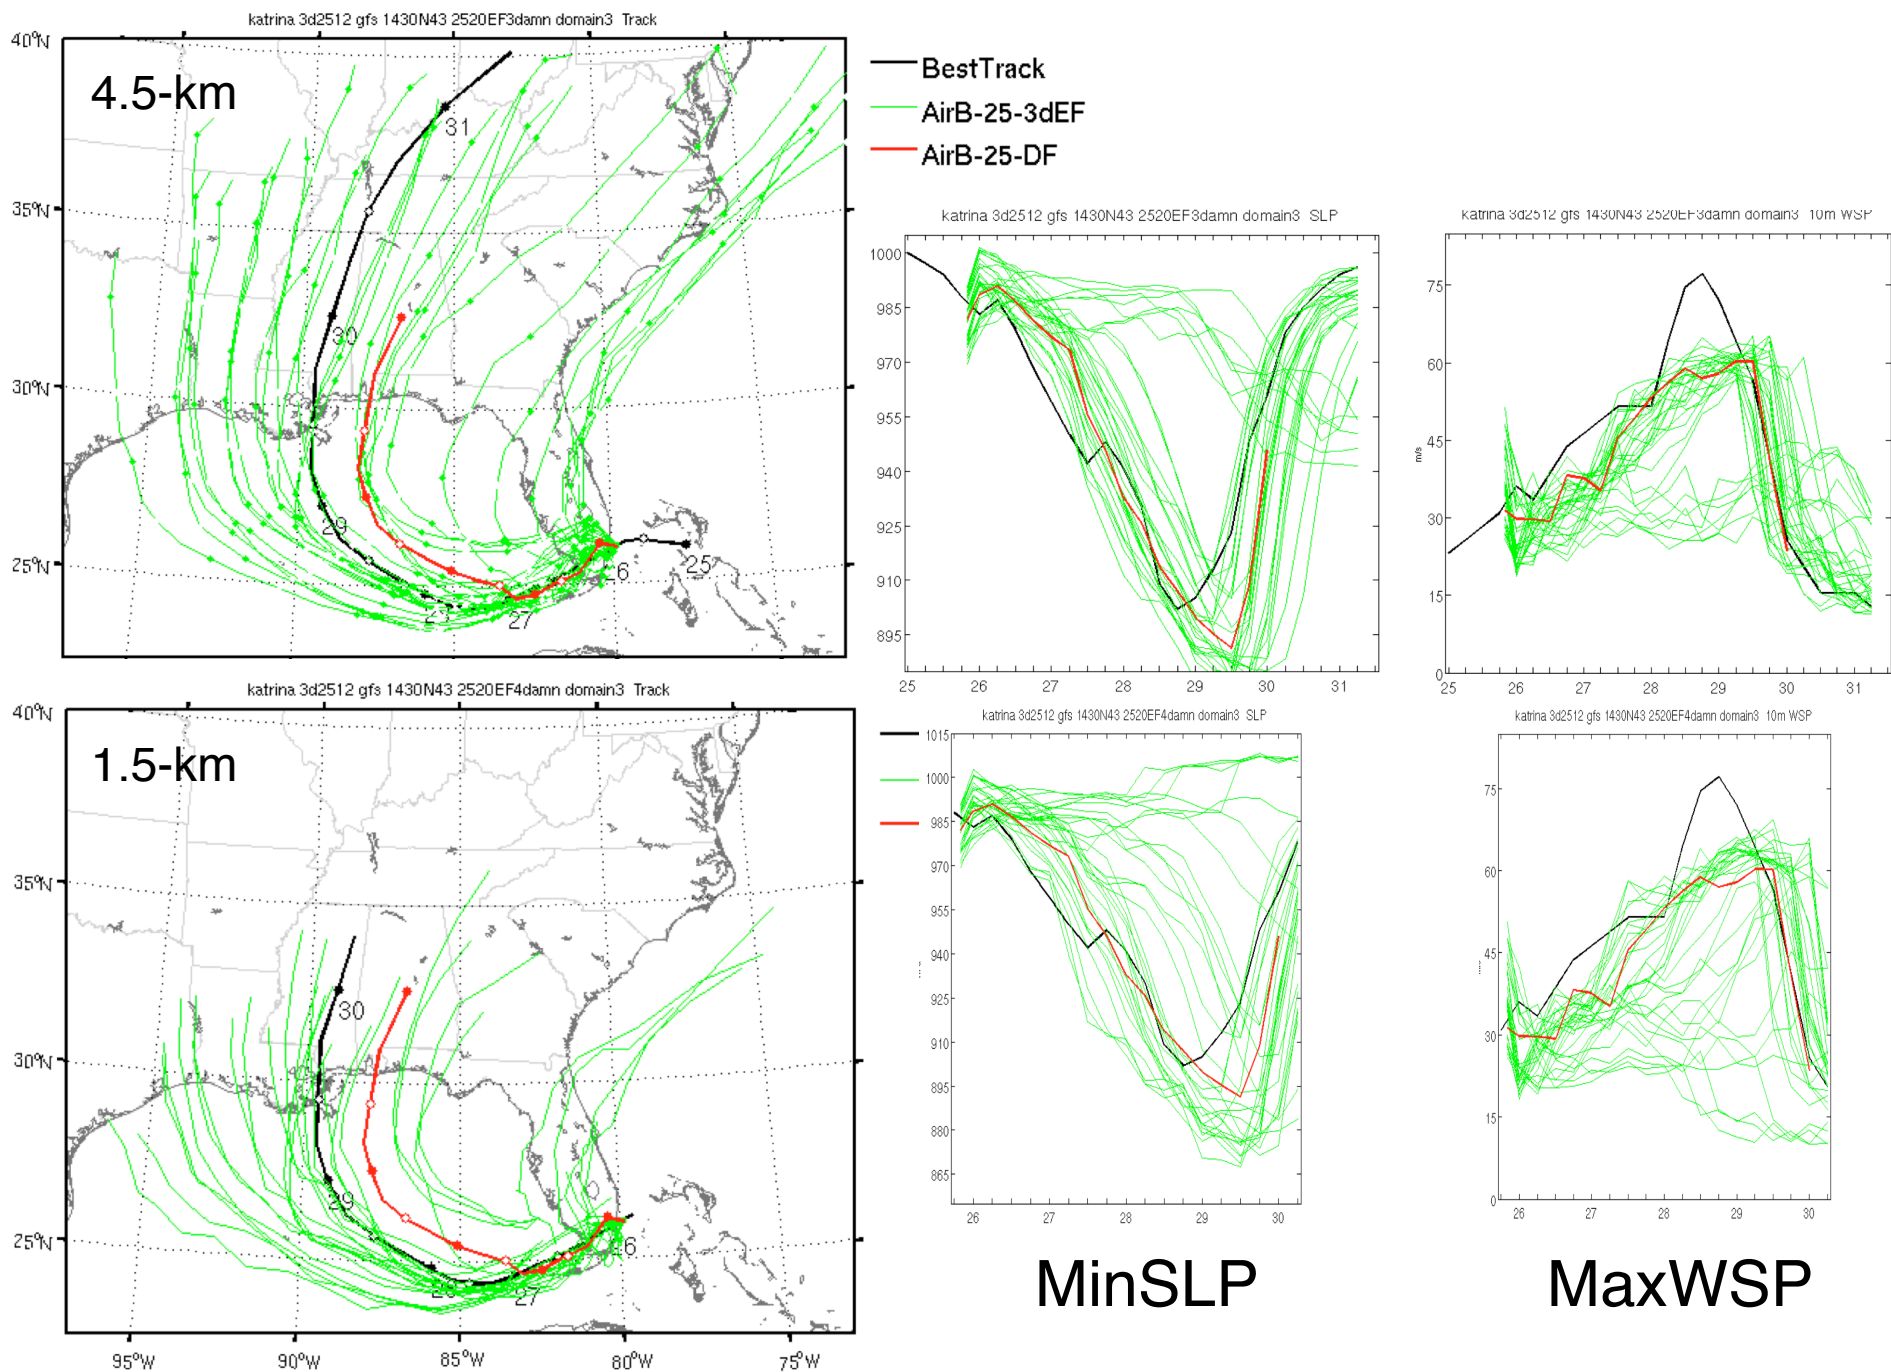 katrina 3d2512 gfs 1430N43 2520EF3damn domain3 Track
40°N
35°N
30°N
25°N
4.5-km
31
30
29
27
25
BestTrack
AirB-25-3dEF
AirB-25-DF
katrina 3d2512 gfs 1430N43 2520EF3damn domain3 SLP
1000
985
970
955
940
925
910
895
25 26 27 28 29 30 31
katrina 3d2512 gfs 1430N43 2520EF3damn domain3 10m WSP
75
60
45
30
15
0
m/s
25 26 27 28 29 30 31
katrina 3d2512 gfs 1430N43 2520EF4damn domain3 Track
40°N
35°N
30°N
25°N
1.5-km
30
29
27
95°W 90°W 85°W 80°W 75°W
katrina 3d2512 gfs 1430N43 2520EF4damn domain3 SLP
1015
1000
985
970
955
940
925
910
895
880
865
26 27 28 29 30
MinSLP
katrina 3d2512 gfs 1430N43 2520EF4damn domain3 10m WSP
75
60
45
30
15
0
26 27 28 29 30
MaxWSP